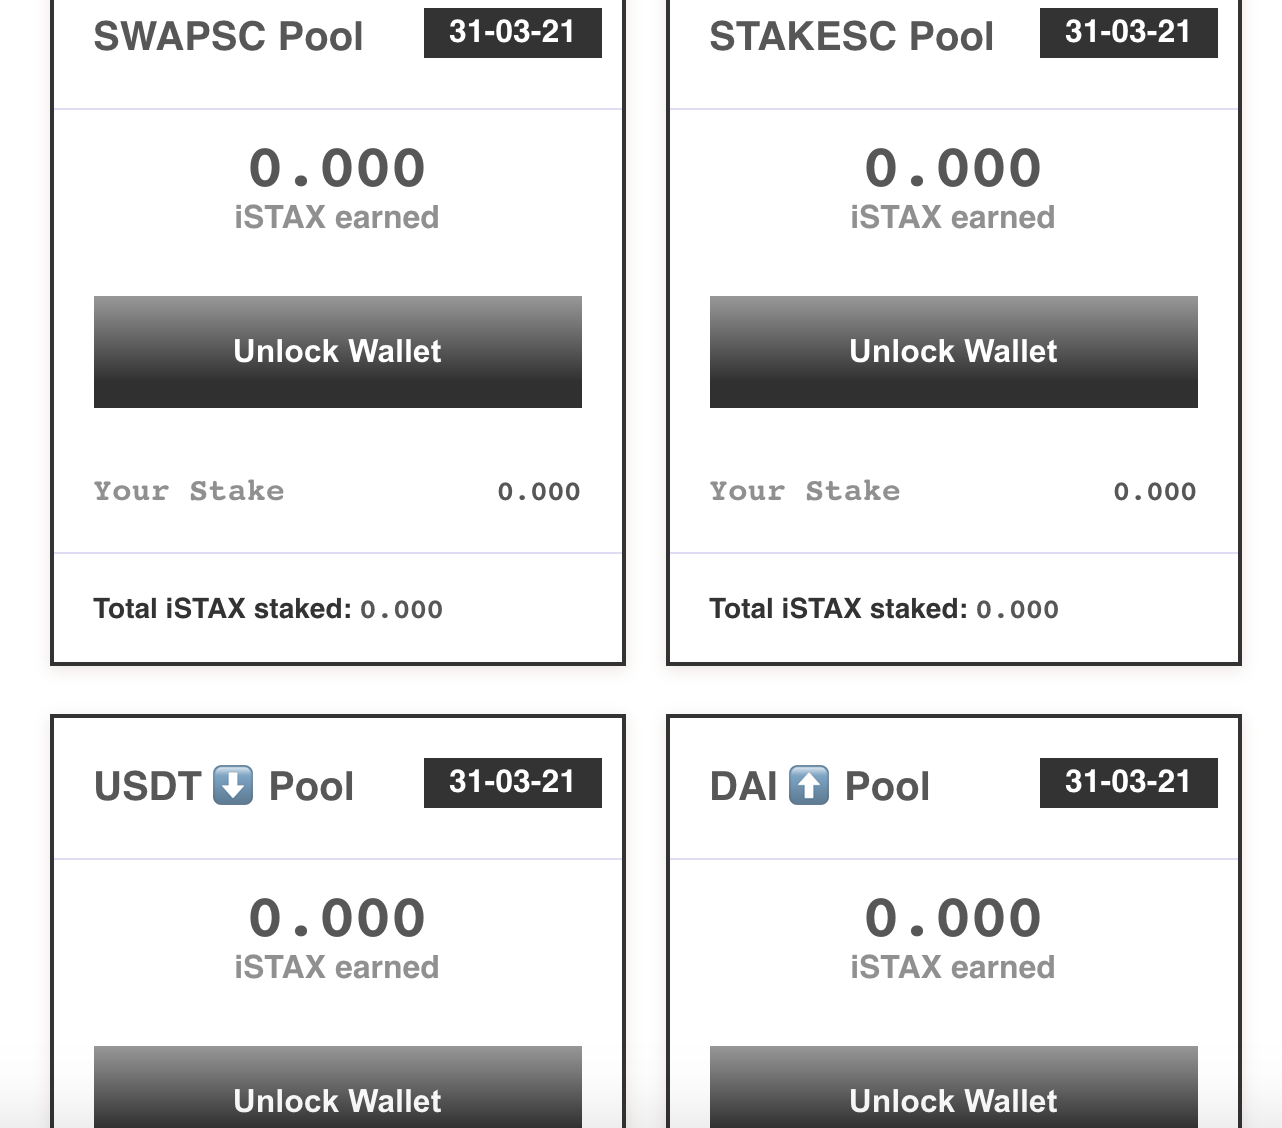 SWAPSC Pool 31-03-21
0.000
iSTAX earned
Unlock Wallet
Your Stake 0.000
Total iSTAX staked: 0.000
STAKESC Pool 31-03-21
0.000
iSTAX earned
Unlock Wallet
Your Stake 0.000
Total iSTAX staked: 0.000
USDT ⬇️ Pool 31-03-21
0.000
iSTAX earned
Unlock Wallet
DAI ⬆️ Pool 31-03-21
0.000
iSTAX earned
Unlock Wallet